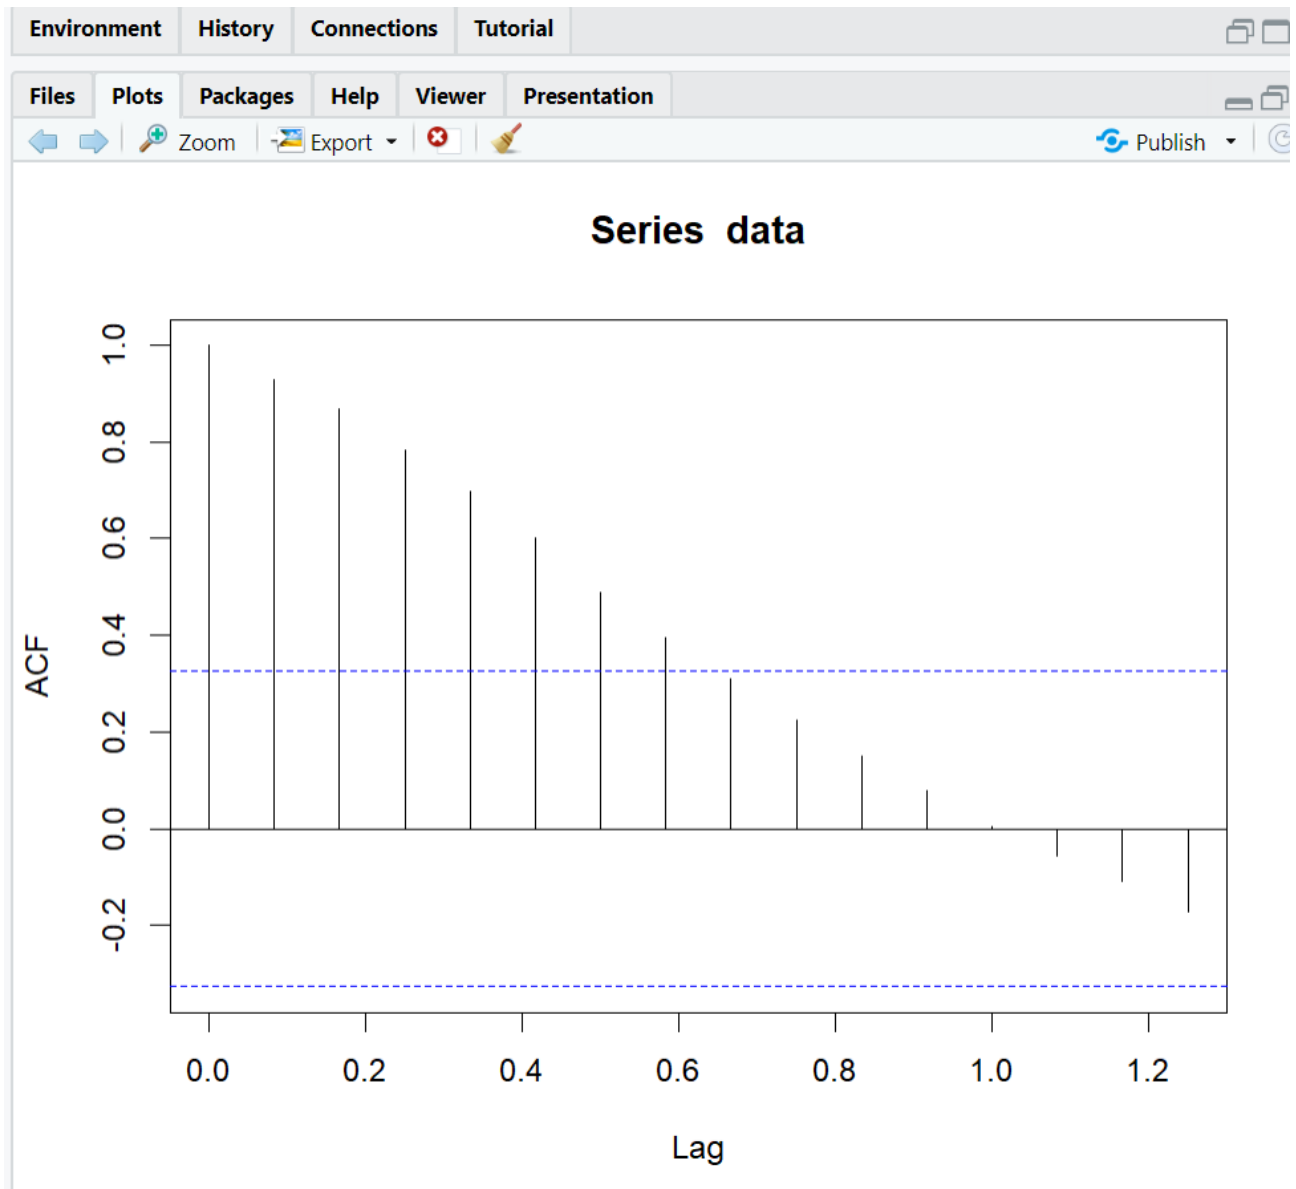 Environment History Connections Tutorial
Files Plots Packages Help Viewer Presentation
Zoom Export Publish
Series data
1.0
0.8
0.6
0.4
0.2
0.0
-0.2
ACF
0.0 0.2 0.4 0.6 0.8 1.0 1.2
Lag